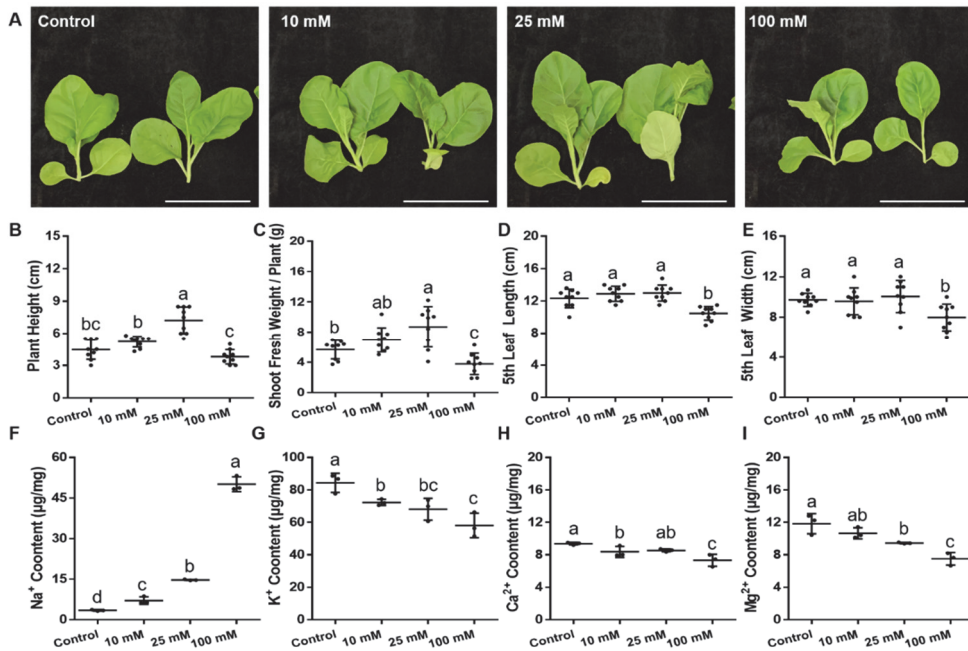 A
Control
10 mM
25 mM
100 mM
B
Plant Height (cm)
15
12
9
6
3
0
bc
b
a
c
Control
10 mM
25 mM
100 mM
C
Shoot Fresh Weight / Plant (g)
20
16
12
8
4
0
b
ab
a
c
Control
10 mM
25 mM
100 mM
D
5th Leaf Length (cm)
20
16
12
8
4
0
a
a
a
b
Control
10 mM
25 mM
100 mM
E
5th Leaf Width (cm)
16
12
8
4
0
a
a
a
b
Control
10 mM
25 mM
100 mM
F
Na⁺ Coontent (μg/mg)
60
45
30
15
0
d
c
b
a
Control
10 mM
25 mM
100 mM
G
K⁺ Coontent (μg/mg)
100
80
60
40
20
0
a
b
bc
c
Control
10 mM
25 mM
100 mM
H
Ca²⁺ Coontent (μg/mg)
20
16
12
8
4
0
a
b
ab
c
Control
10 mM
25 mM
100 mM
I
Mg²⁺ Coontent (μg/mg)
20
16
12
8
4
0
a
ab
b
c
Control
10 mM
25 mM
100 mM